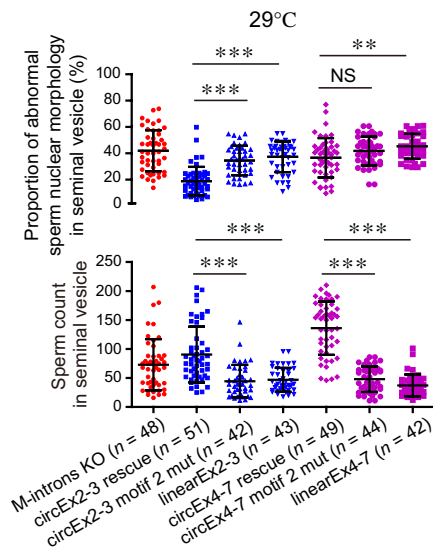 29°C
Proportion of abnormal
sperm nuclear morphology
in seminal vesicle (%)
100
80
60
40
20
0
***
***
**
NS
Sperm count
in seminal vesicle
250
200
150
100
50
0
***
***
***
***
M-introns KO (n = 48)
circEx2-3 rescue (n = 51)
circEx2-3 motif 2 mut (n = 42)
linearEx2-3 (n = 43)
circEx4-7 rescue (n = 49)
circEx4-7 motif 2 mut (n = 44)
linearEx4-7 (n = 42)